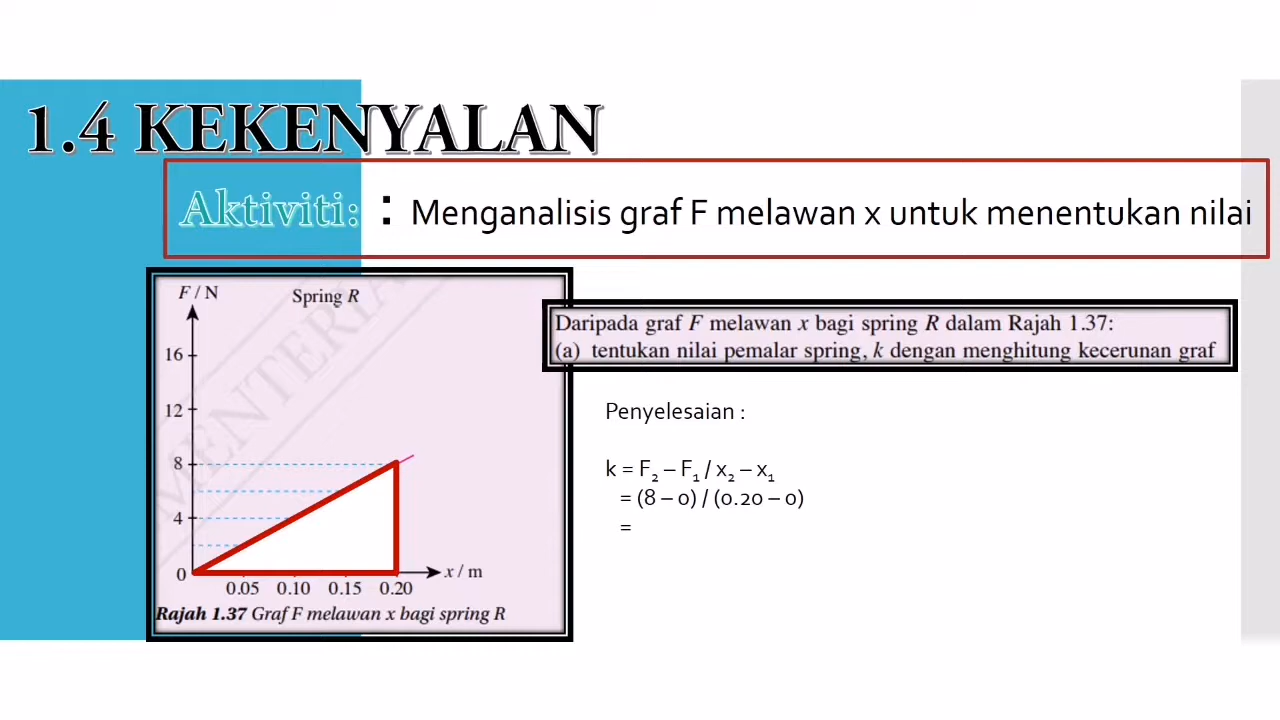 1.4 KEKENYALAN
Aktiviti: : Menganalisis graf F melawan x untuk menentukan nilai
F / N
Spring R
16
12
8
4
0
0.05 0.10 0.15 0.20
x / m
Rajah 1.37 Graf F melawan x bagi spring R
MENTERIA
Daripada graf F melawan x bagi spring R dalam Rajah 1.37:
(a) tentukan nilai pemalar spring, k dengan menghitung kecerunan graf
Penyelesaian :
k = F₂ – F₁ / x₂ – x₁
= (8 – 0) / (0.20 – 0)
=